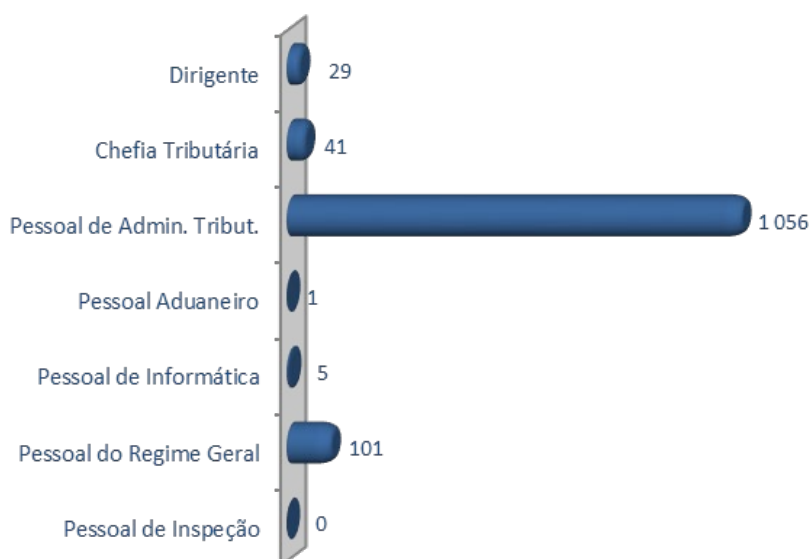 Dirigente 29
Chefia Tributária 41
Pessoal de Admin. Tribut. 1 056
Pessoal Aduaneiro 1
Pessoal de Informática 5
Pessoal do Regime Geral 101
Pessoal de Inspeção 0